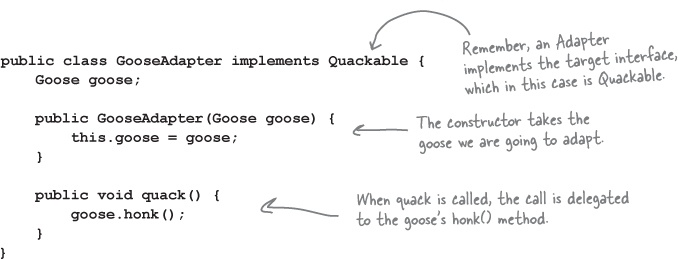 public class GooseAdapter implements Quackable {
Goose goose;
public GooseAdapter(Goose goose) {
this.goose = goose;
}
public void quack() {
goose.honk();
}
}
Remember, an Adapter
implements the target interface,
which in this case is Quackable.
The constructor takes the
goose we are going to adapt.
When quack is called, the call is delegated
to the goose's honk() method.